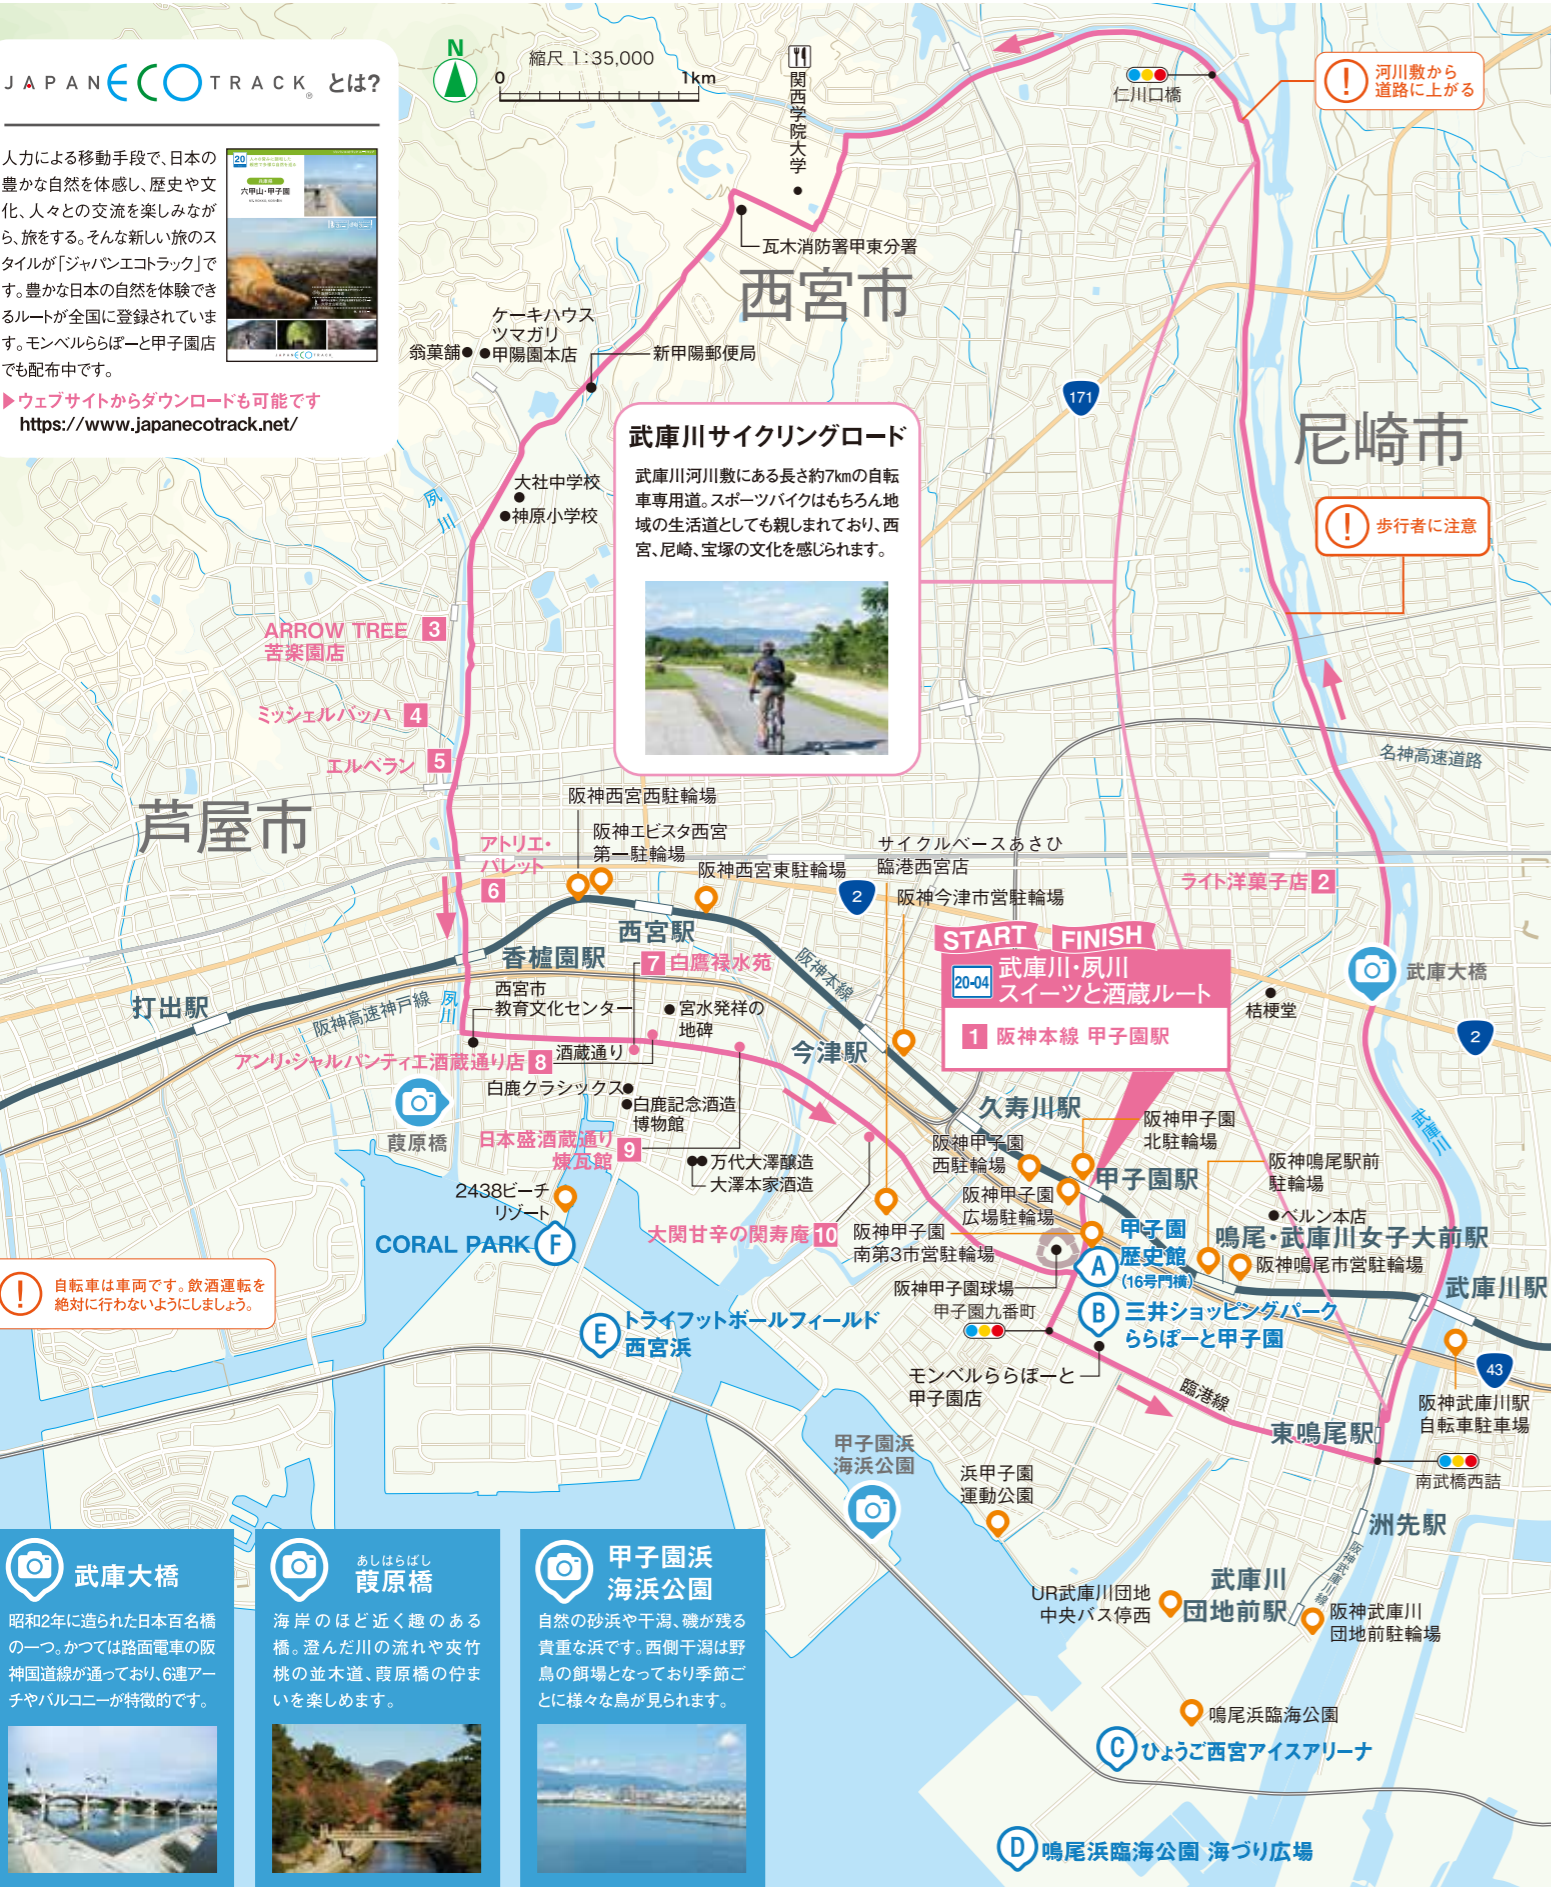 JAPAN ECO TRACK® とは?
人力による移動手段で、日本の
豊かな自然を体感し、歴史や文
化、人々との交流を楽しみなが
ら、旅をする。そんな新しい旅のス
タイルが「ジャパンエコトラック」で
す。豊かな日本の自然を体験でき
るルートが全国に登録されていま
す。モンベルららぽーと甲子園店
でも配布中です。
▶ウェブサイトからダウンロードも可能です
https://www.japanecotrack.net/
20
六甲山・甲子園
JAPAN ECO TRACK
N
縮尺 1:35,000
0
1km
関西学院大学
仁川口橋
河川敷から
道路に上がる
瓦木消防署甲東分署
西宮市
ケーキハウス
ツマガリ
甲陽園本店
翁菓舗
新甲陽郵便局
171
尼崎市
武庫川サイクリングロード
武庫川河川敷にある長さ約7kmの自転
車専用道。スポーツバイクはもちろん地
域の生活道としても親しまれており、西
宮、尼崎、宝塚の文化を感じられます。
大社中学校
神原小学校
夙川
歩行者に注意
ARROW TREE 3
苦楽園店
ミッシェルバッハ 4
エルベラン 5
名神高速道路
芦屋市
阪神西宮西駐輪場
阪神エビスタ西宮
第一駐輪場
アトリエ・
パレット
6
阪神西宮東駐輪場
サイクルベースあさひ
臨港西宮店
2
阪神今津市営駐輪場
ライト洋菓子店 2
西宮駅
香櫨園駅
7 白鷹禄水苑
阪神本線
START FINISH
20-04
武庫川・夙川
スイーツと酒蔵ルート
1 阪神本線 甲子園駅
武庫大橋
桔梗堂
2
打出駅
阪神高速神戸線
夙川
西宮市
教育文化センター
宮水発祥の
地碑
今津駅
アンリ・シャルパンティエ酒蔵通り店 8
酒蔵通り
白鹿クラシックス
白鹿記念酒造
博物館
葭原橋
日本盛酒蔵通り
煉瓦館
9
万代大澤醸造
大澤本家酒造
久寿川駅
阪神甲子園
西駐輪場
阪神甲子園
北駐輪場
武庫川
甲子園駅
阪神鳴尾駅前
駐輪場
阪神甲子園
広場駐輪場
ベルン本店
2438ビーチ
リゾート
CORAL PARK F
大関甘辛の関寿庵 10
阪神甲子園
南第3市営駐輪場
甲子園
歴史館
(16号門横)
A
鳴尾・武庫川女子大前駅
阪神鳴尾市営駐輪場
武庫川駅
自転車は車両です。飲酒運転を
絶対に行わないようにしましょう。
阪神甲子園球場
甲子園九番町
B 三井ショッピングパーク
ららぽーと甲子園
E トライフットボールフィールド
西宮浜
モンベルららぽーと
甲子園店
臨港線
43
阪神武庫川駅
自転車駐車場
東鳴尾駅
南武橋西詰
甲子園浜
海浜公園
浜甲子園
運動公園
洲先駅
阪神武庫川線
UR武庫川団地
中央バス停西
武庫川
団地前駅
阪神武庫川
団地前駐輪場
鳴尾浜臨海公園
C ひょうご西宮アイスアリーナ
D 鳴尾浜臨海公園 海づり広場
武庫大橋
昭和2年に造られた日本百名橋
の一つ。かつては路面電車の阪
神国道線が通っており、6連アー
チやバルコニーが特徴的です。
あしはらばし
葭原橋
海岸のほど近く趣のある
橋。澄んだ川の流れや夾竹
桃の並木道、葭原橋の佇ま
いを楽しめます。
甲子園浜
海浜公園
自然の砂浜や干潟、磯が残る
貴重な浜です。西側干潟は野
鳥の餌場となっており季節ご
とに様々な鳥が見られます。